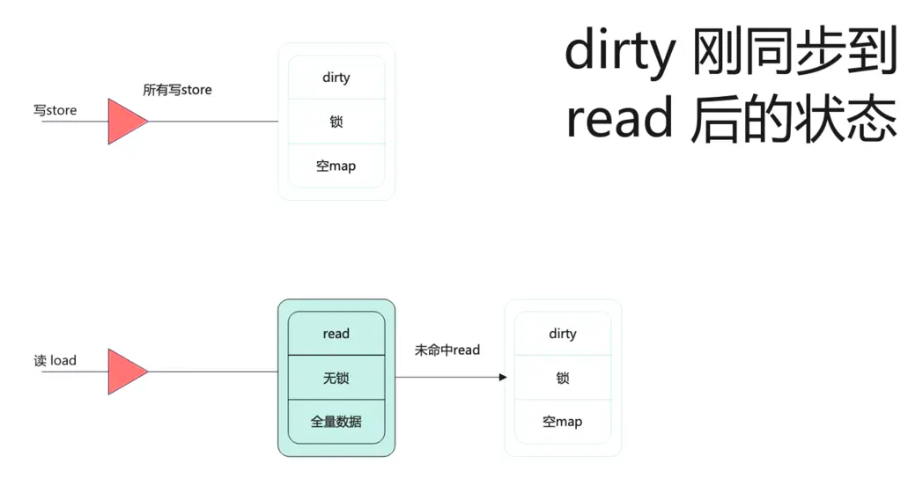 dirty 刚同步到
read 后的状态
写store
所有写store
dirty
锁
空map
读 load
read
无锁
全量数据
未命中read
dirty
锁
空map